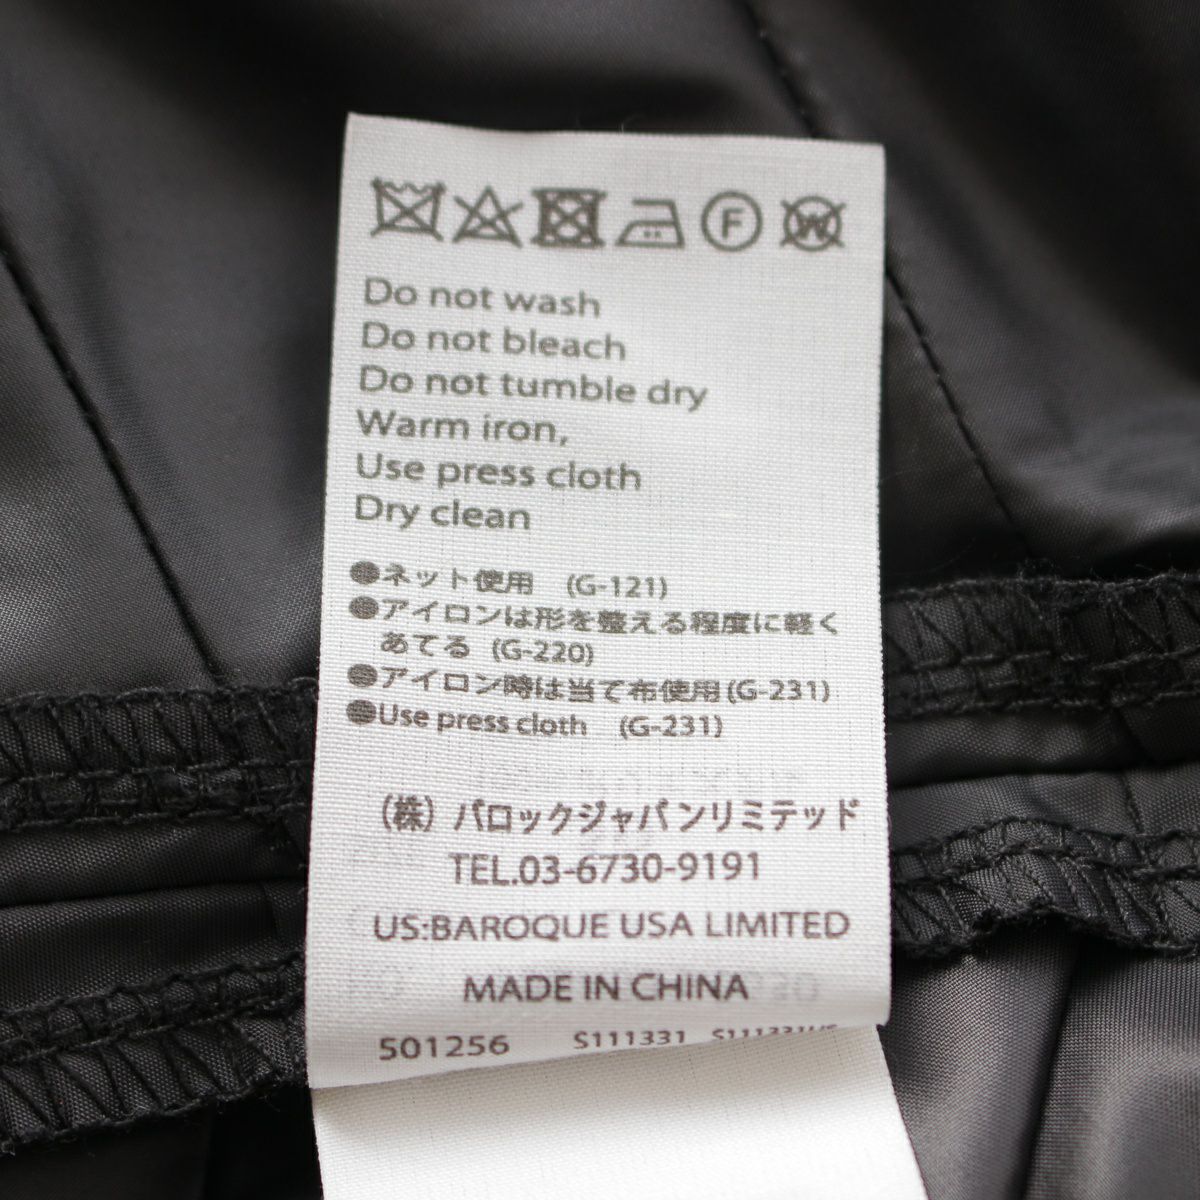 F W
Do not wash
Do not bleach
Do not tumble dry
Warm iron,
Use press cloth
Dry clean
●ネット使用 (G-121)
●アイロンは形を整える程度に軽く
あてる (G-220)
●アイロン時は当て布使用(G-231)
●Use press cloth (G-231)
(株) バロックジャパンリミテッド
TEL.03-6730-9191
US:BAROQUE USA LIMITED
MADE IN CHINA
501256 S111331